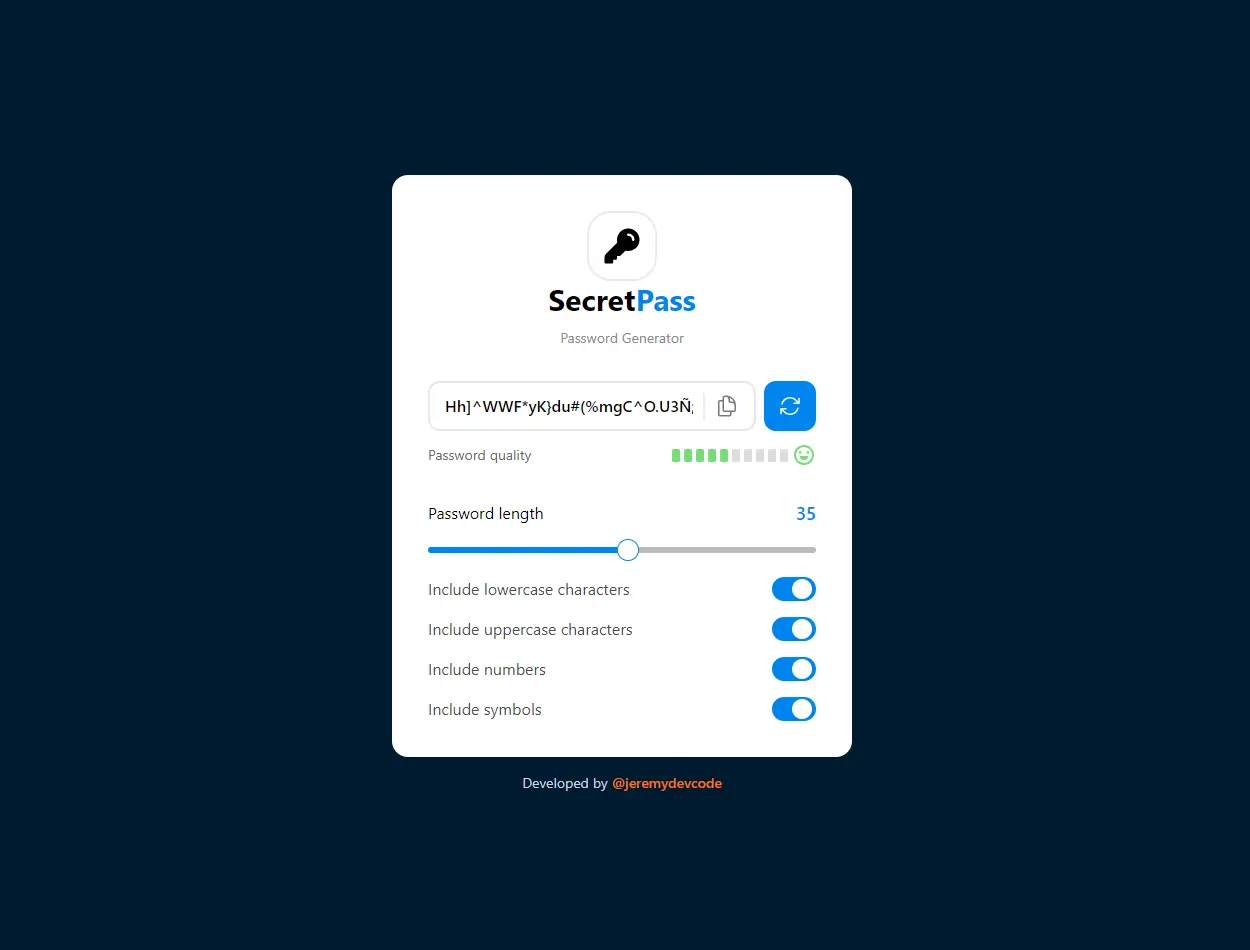 SecretPass
Password Generator
Hh]^WWF*yK}du#(%mgC^O.U3Ñ
Password quality
Password length 35
Include lowercase characters
Include uppercase characters
Include numbers
Include symbols
Developed by @jeremydevcode